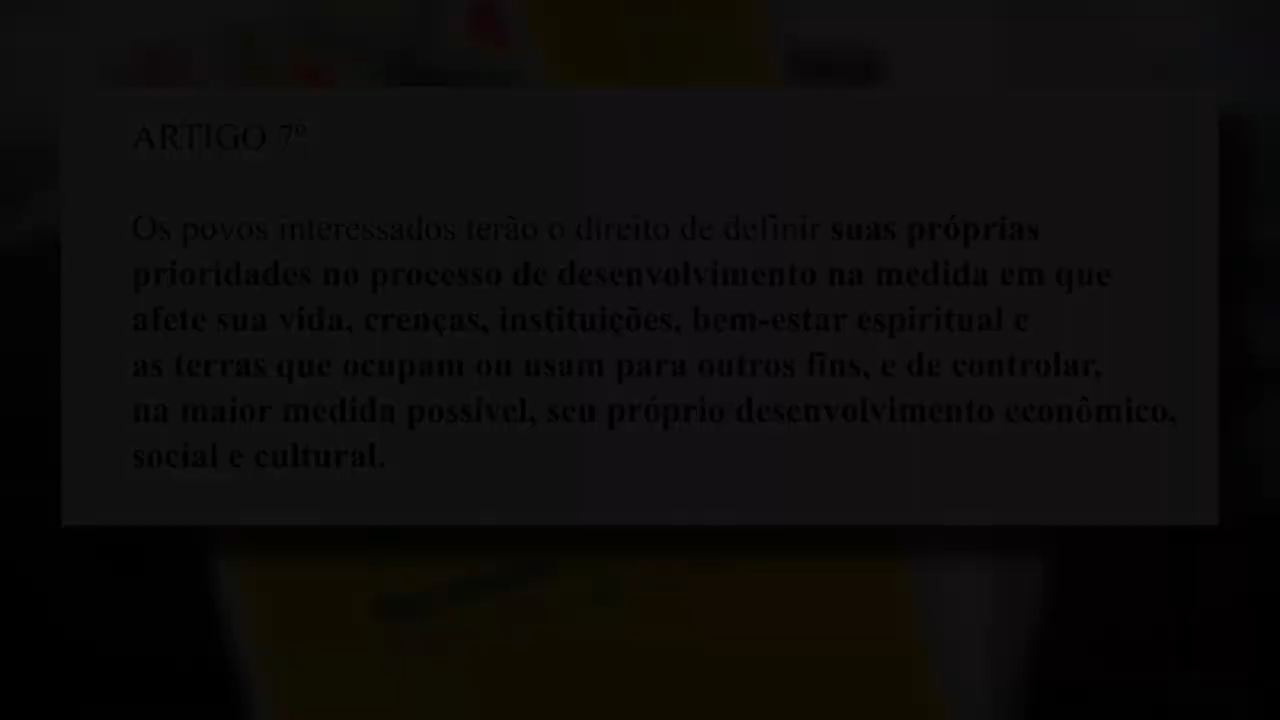 ARTIGO 7º
Os povos interessados terão o direito de definir suas próprias
prioridades no processo de desenvolvimento na medida em que
afete sua vida, crenças, instituições, bem-estar espiritual e
as terras que ocupam ou usam para outros fins, e de controlar,
na maior medida possível, seu próprio desenvolvimento econômico,
social e cultural.